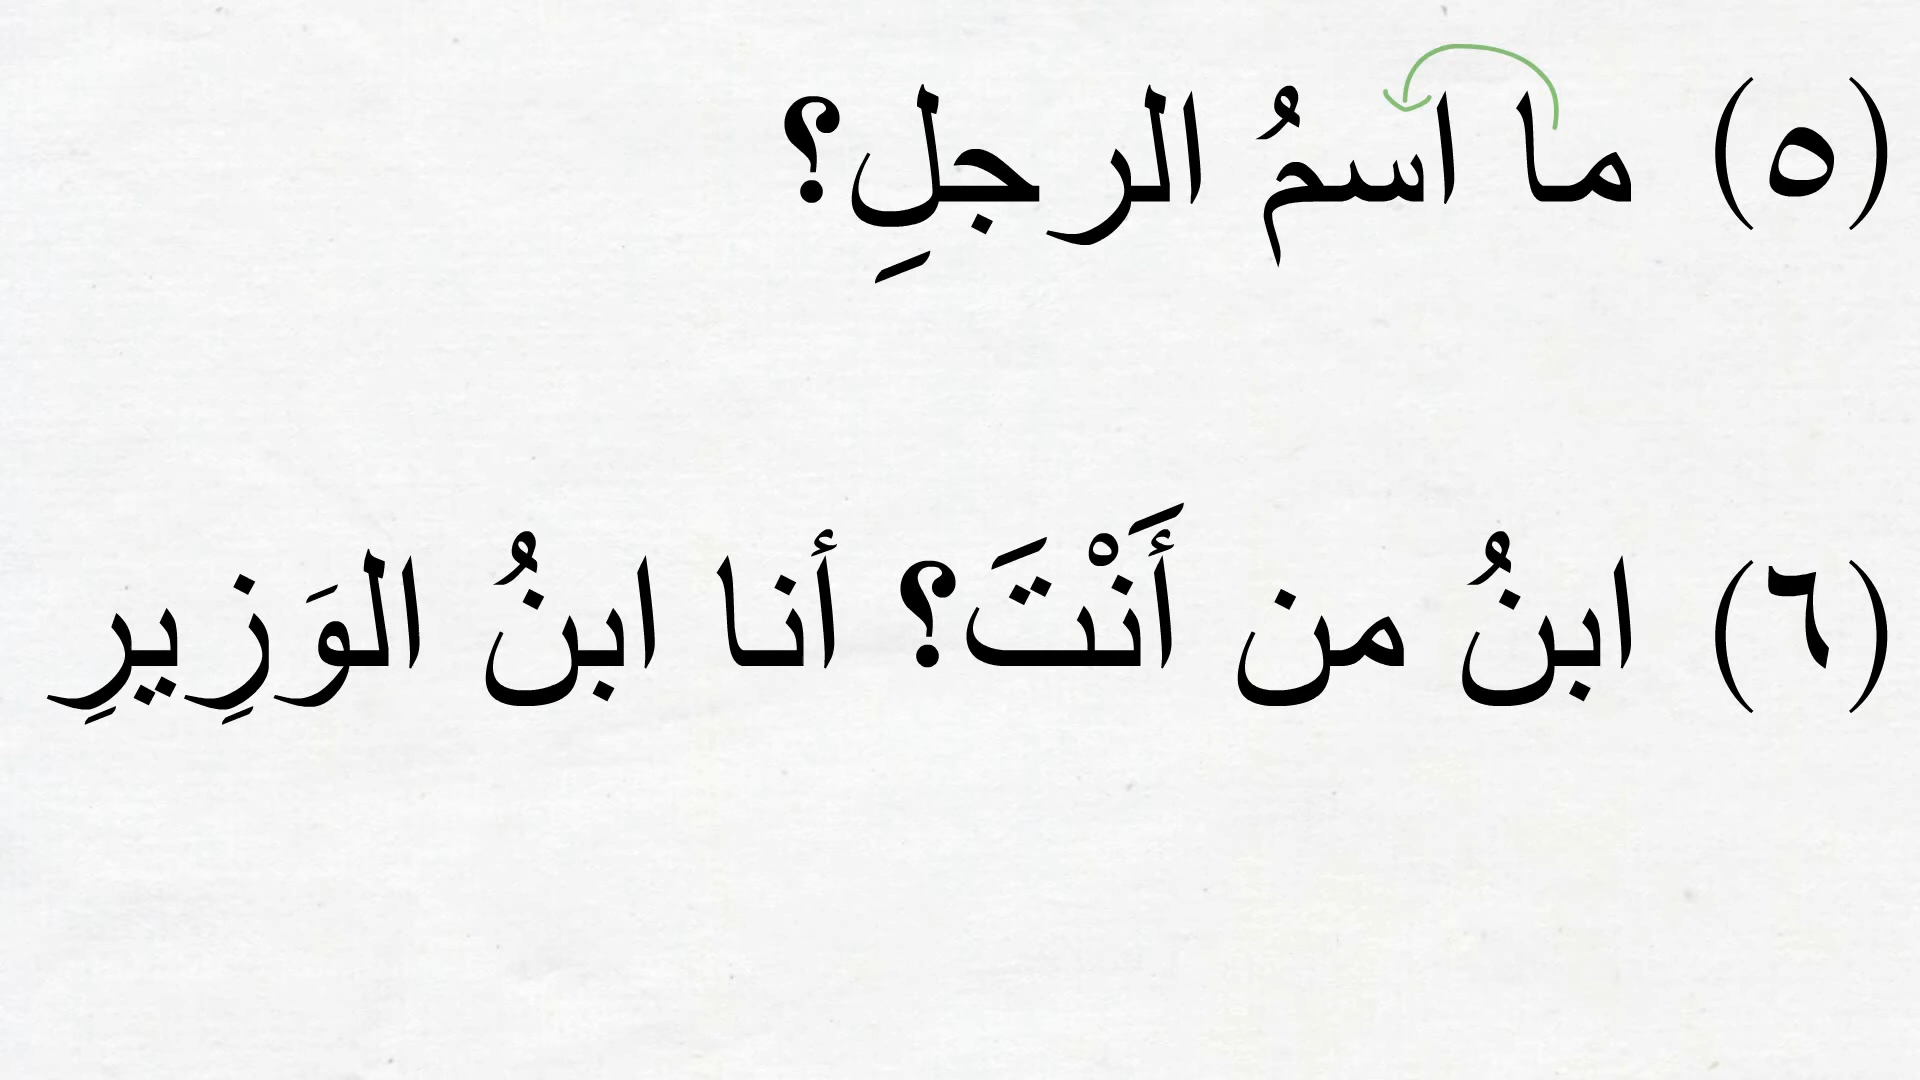 (٥) ما اسمُ الرجلِ؟
(٦) ابنُ من أَنْتَ؟ أنا ابنُ الوَزِيرِ